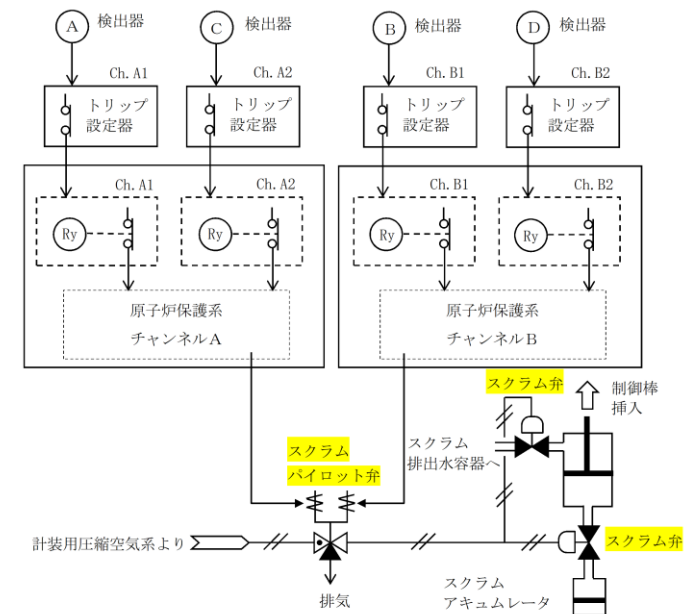 A 検出器
C 検出器
B 検出器
D 検出器
Ch. A1
Ch. A2
Ch. B1
Ch. B2
トリップ
設定器
トリップ
設定器
トリップ
設定器
トリップ
設定器
Ch. A1
Ch. A2
Ch. B1
Ch. B2
Ry
Ry
Ry
Ry
原子炉保護系
チャンネルA
原子炉保護系
チャンネルB
スクラム弁
制御棒
挿入
スクラム
パイロット弁
スクラム
排出水容器へ
計装用圧縮空気系より
スクラム弁
排気
スクラム
アキュムレータ